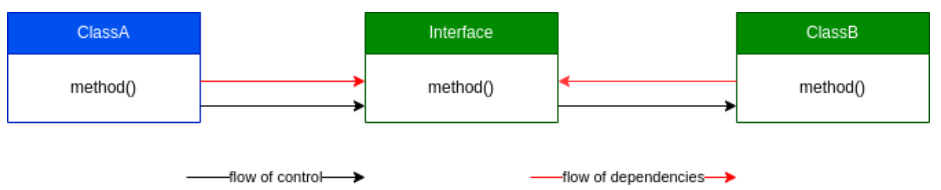 ClassA
method()
Interface
method()
ClassB
method()
flow of control
flow of dependencies